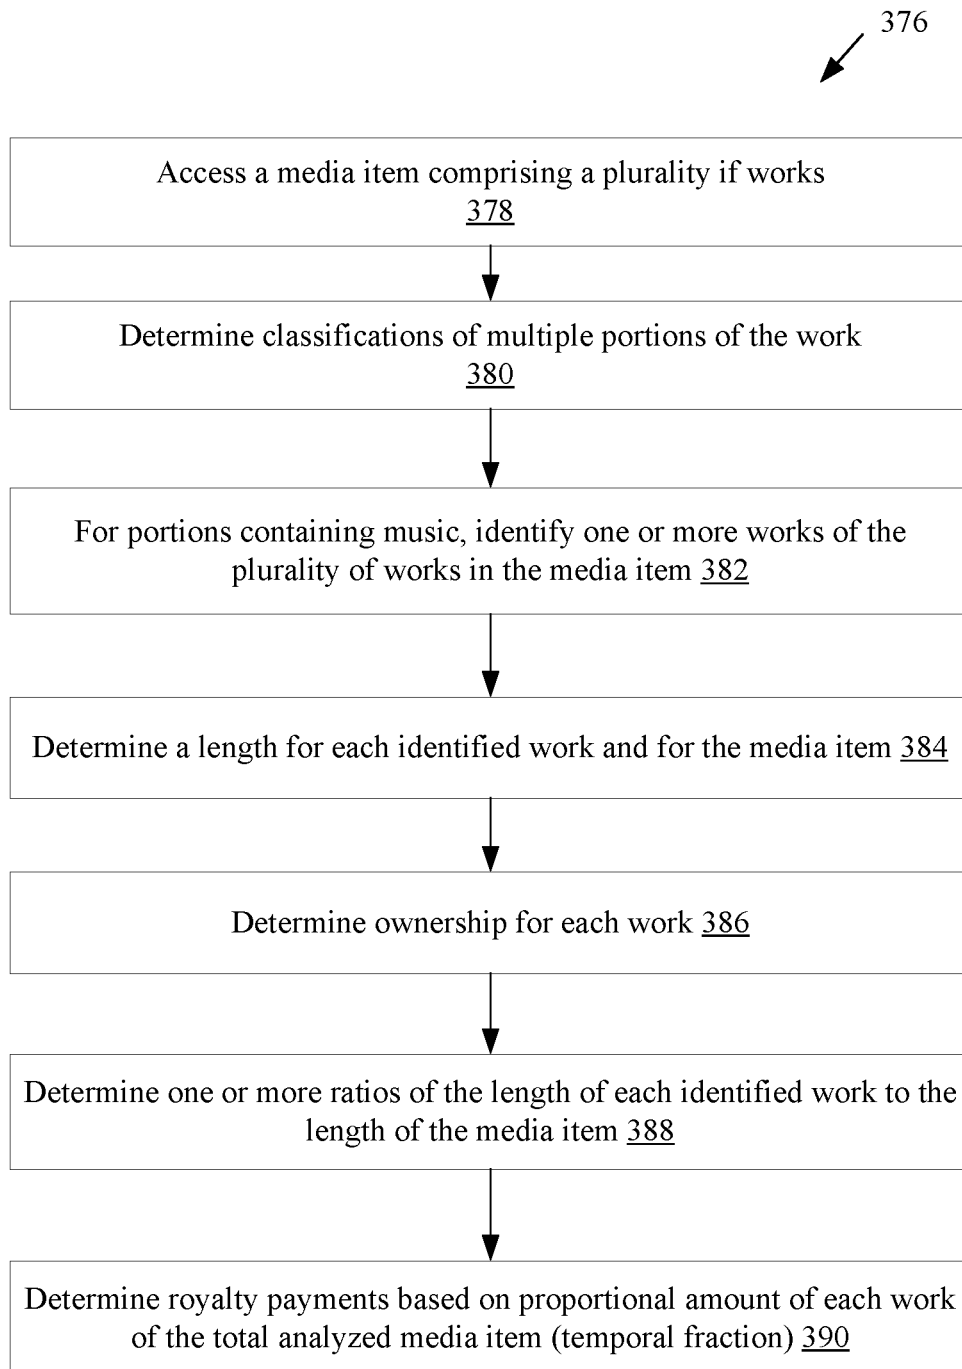 376
Access a media item comprising a plurality if works
378
Determine classifications of multiple portions of the work
380
For portions containing music, identify one or more works of the
plurality of works in the media item 382
Determine a length for each identified work and for the media item 384
Determine ownership for each work 386
Determine one or more ratios of the length of each identified work to the
length of the media item 388
Determine royalty payments based on proportional amount of each work
of the total analyzed media item (temporal fraction) 390